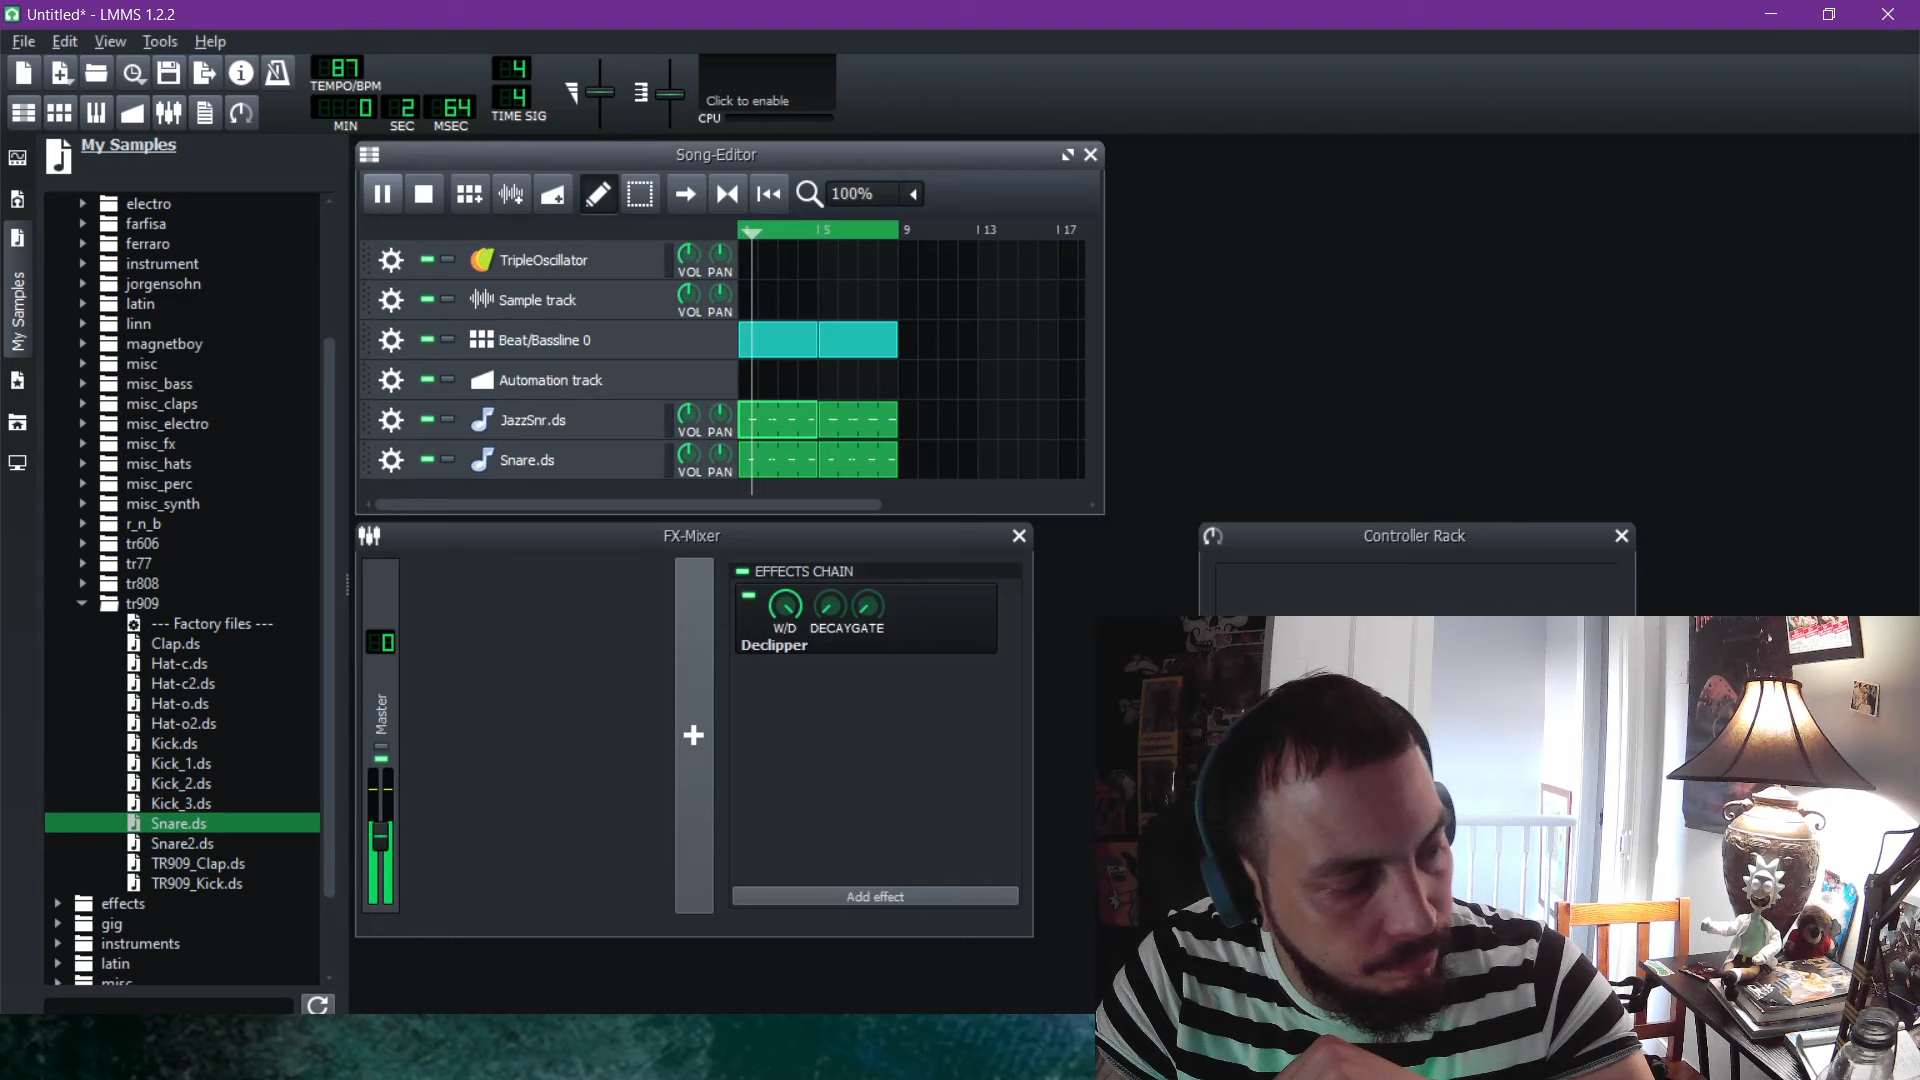 Untitled* - LMMS 1.2.2
File Edit View Tools Help
87
TEMPO/BPM
0 2 64
MIN SEC MSEC
4
4
TIME SIG
Click to enable
CPU
My Samples
My Samples
electro
farfisa
ferraro
instrument
jorgensohn
latin
linn
magnetboy
misc
misc_bass
misc_claps
misc_electro
misc_fx
misc_hats
misc_perc
misc_synth
r_n_b
tr606
tr77
tr808
tr909
--- Factory files ---
Clap.ds
Hat-c.ds
Hat-c2.ds
Hat-o.ds
Hat-o2.ds
Kick.ds
Kick_1.ds
Kick_2.ds
Kick_3.ds
Snare.ds
Snare2.ds
TR909_Clap.ds
TR909_Kick.ds
effects
gig
instruments
latin
misc
Song-Editor
100%
5 9 13 17
TripleOscillator VOL PAN
Sample track VOL PAN
Beat/Bassline 0
Automation track
JazzSnr.ds VOL PAN
Snare.ds VOL PAN
FX-Mixer
0
Master
EFFECTS CHAIN
W/D DECAY GATE
Declipper
Add effect
Controller Rack